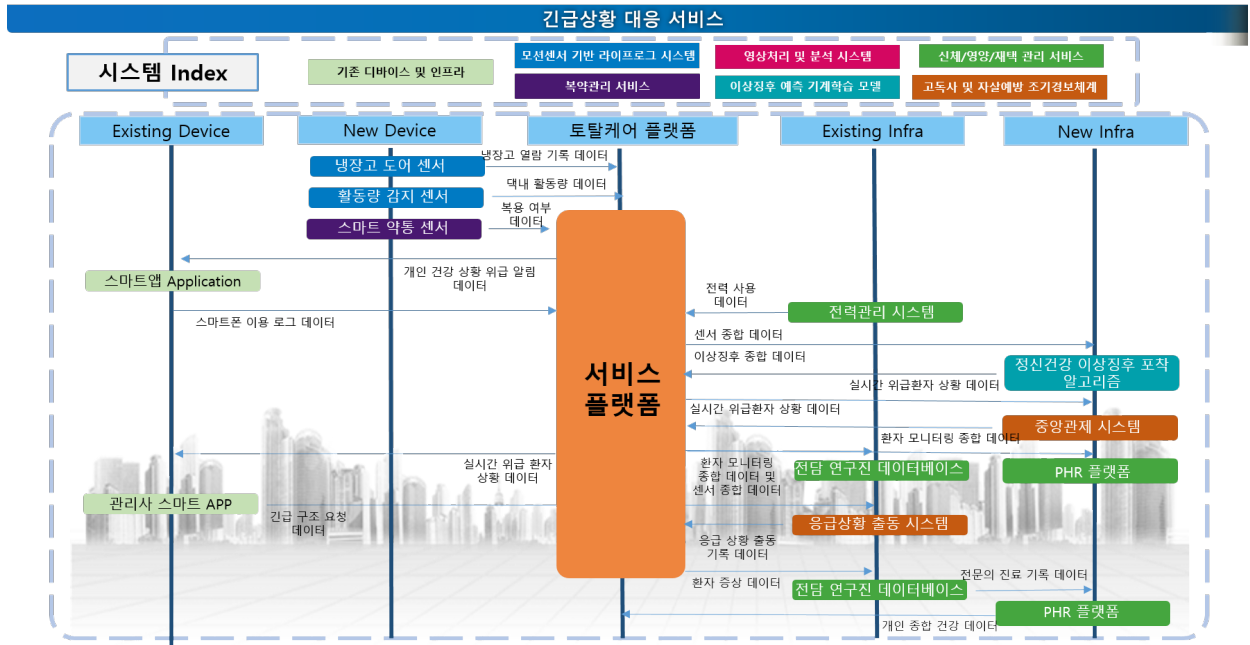 긴급상황 대응 서비스
시스템 Index
기존 디바이스 및 인프라
모션센서 기반 라이프로그 시스템
영상처리 및 분석 시스템
신체/영양/재택 관리 서비스
복약관리 서비스
이상징후 예측 기계학습 모델
고독사 및 자살예방 조기경보체계
Existing Device
New Device
토탈케어 플랫폼
Existing Infra
New Infra
냉장고 도어 센서
냉장고 열람 기록 데이터
활동량 감지 센서
댁내 활동량 데이터
스마트 약통 센서
복용 여부
데이터
개인 건강 상황 위급 알림
데이터
스마트앱 Application
스마트폰 이용 로그 데이터
전력 사용
데이터
전력관리 시스템
센서 종합 데이터
이상징후 종합 데이터
정신건강 이상징후 포착
알고리즘
서비스
플랫폼
실시간 위급환자 상황 데이터
실시간 위급환자 상황 데이터
중앙관제 시스템
환자 모니터링 종합 데이터
실시간 위급 환자
상황 데이터
환자 모니터링
종합 데이터 및
센서 종합 데이터
전담 연구진 데이터베이스
PHR 플랫폼
관리사 스마트 APP
긴급 구조 요청
데이터
응급상황 출동 시스템
응급 상황 출동
기록 데이터
환자 증상 데이터
전담 연구진 데이터베이스
전문의 진료 기록 데이터
PHR 플랫폼
개인 종합 건강 데이터